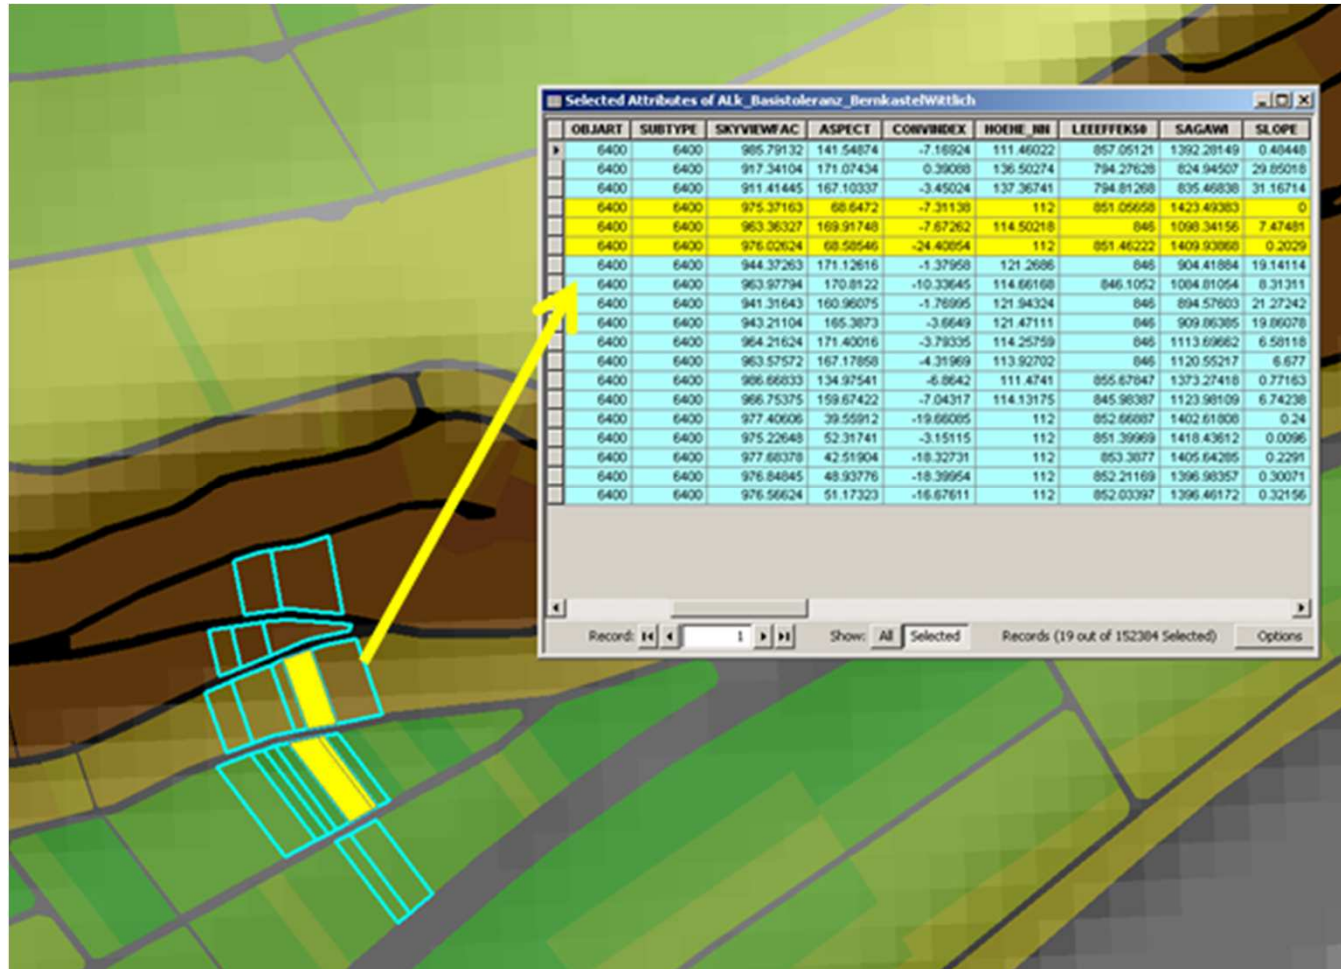 Selected Attributes of ALk_Basistoleranz_BernkastelWittlich
OBJART SUBTYPE SKYVIEWFAC ASPECT CONVINDEX HOEHE_NN LEEEFFEK50 SAGAWI SLOPE
6400 6400 985.79132 141.54874 -7.16924 111.46022 857.05121 1392.28149 0.48448
6400 6400 917.34104 171.07434 0.39088 136.50274 794.27628 824.94507 29.85018
6400 6400 911.41445 167.10337 -3.45024 137.36741 794.81268 835.46838 31.16714
6400 6400 975.37163 68.6472 -7.31138 112 851.05658 1423.49383 0
6400 6400 963.36327 169.91748 -7.67262 114.50218 846 1098.34156 7.47481
6400 6400 976.02624 68.58546 -24.40854 112 851.46222 1409.93868 0.2029
6400 6400 944.37263 171.12616 -1.37958 121.2686 846 904.41884 19.14114
6400 6400 963.97794 170.8122 -10.33645 114.66168 846.1052 1084.81054 8.31311
6400 6400 941.31643 160.96075 -1.76995 121.94324 846 894.57603 21.27242
6400 6400 943.21104 165.3873 -3.6649 121.47111 846 909.86385 19.86078
6400 6400 964.21624 171.40016 -3.79335 114.25759 846 1113.69662 6.58118
6400 6400 963.57572 167.17858 -4.31969 113.92702 846 1120.55217 6.677
6400 6400 986.66833 134.97541 -6.8642 111.4741 855.67847 1373.27418 0.77163
6400 6400 966.75375 159.67422 -7.04317 114.13175 845.98387 1123.98109 6.74238
6400 6400 977.40606 39.55912 -19.66085 112 852.66887 1402.61808 0.24
6400 6400 975.22648 52.31741 -3.15115 112 851.39969 1418.43612 0.0096
6400 6400 977.68378 42.51904 -18.32731 112 853.3877 1405.64285 0.2291
6400 6400 976.84845 48.93776 -18.39954 112 852.21169 1396.98357 0.30071
6400 6400 976.56624 51.17323 -16.67611 112 852.03397 1396.46172 0.32156
Record: 1 Show: All Selected Records (19 out of 152384 Selected) Options